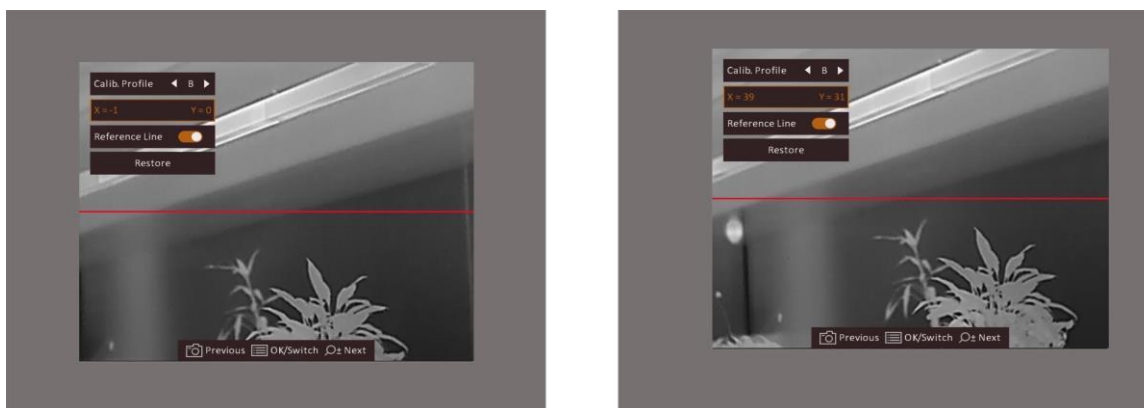 Calib. Profile B
X = -1 Y = 0
Reference Line
Restore
Previous OK/Switch ± Next
Calib. Profile B
X = 39 Y = 31
Reference Line
Restore
Previous OK/Switch ± Next